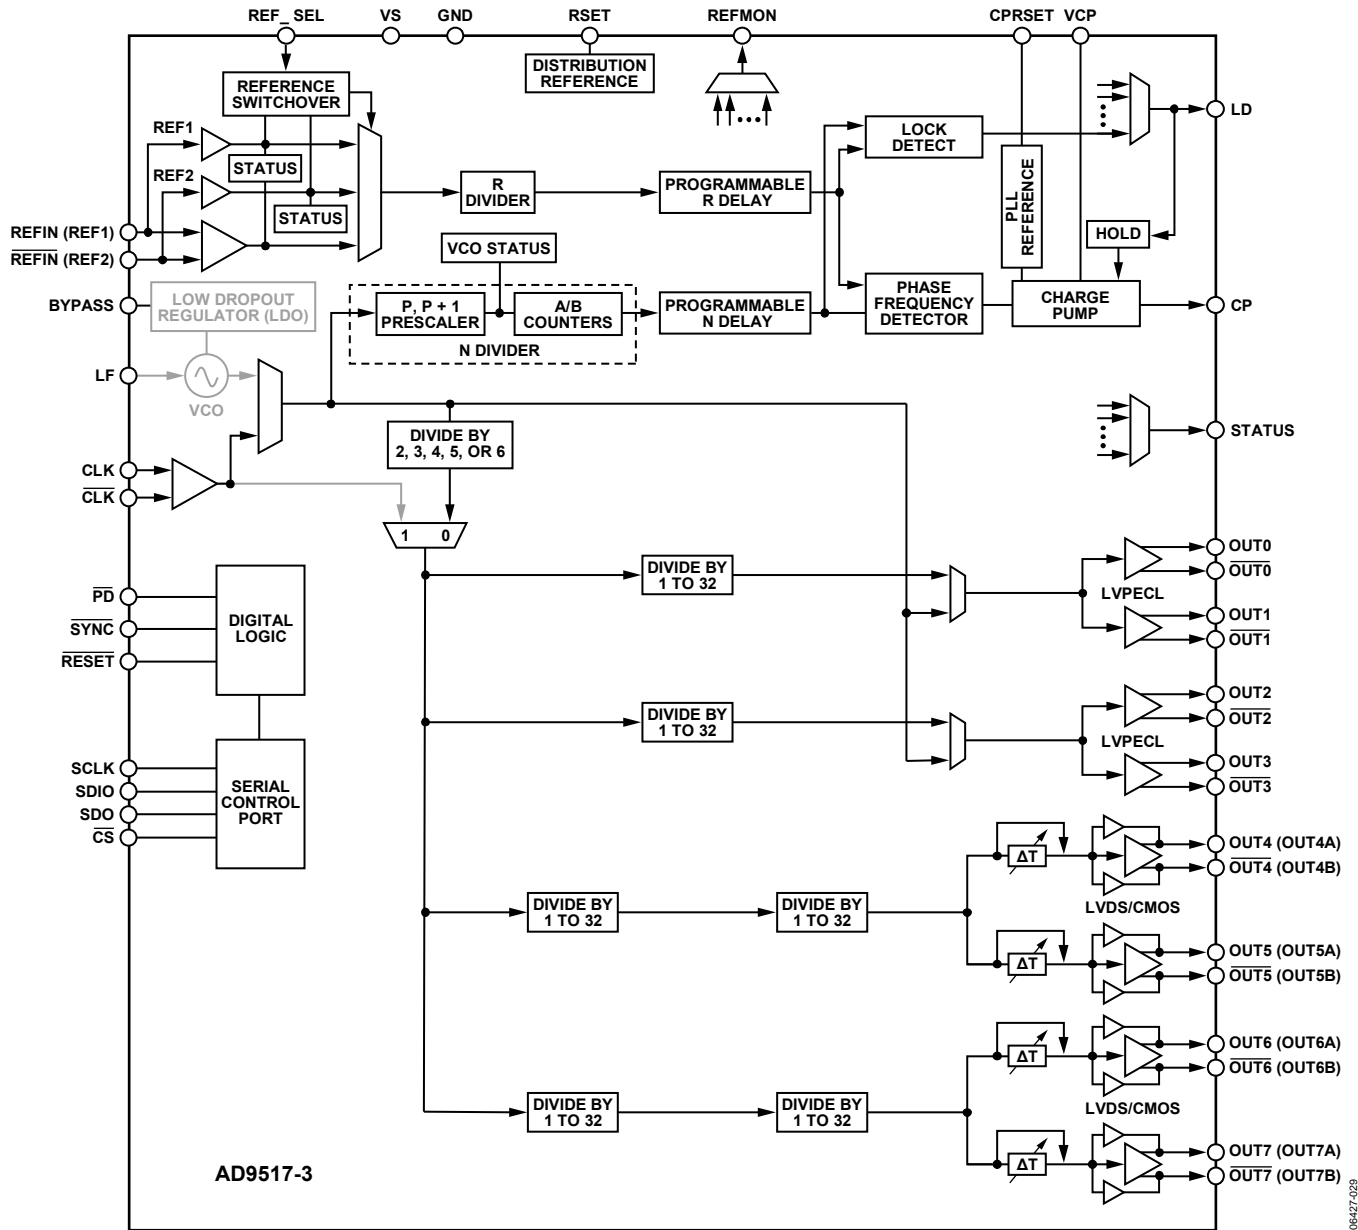 REF_ SEL
VS
GND
RSET
REFMON
CPRSET
VCP
DISTRIBUTION
REFERENCE
REFERENCE
SWITCHOVER
REF1
REF2
STATUS
STATUS
REFIN (REF1)
REFIN (REF2)
R
DIVIDER
PROGRAMMABLE
R DELAY
LOCK
DETECT
PLL
REFERENCE
LD
HOLD
VCO STATUS
BYPASS
LOW DROPOUT
REGULATOR (LDO)
P, P + 1
PRESCALER
A/B
COUNTERS
N DIVIDER
PROGRAMMABLE
N DELAY
PHASE
FREQUENCY
DETECTOR
CHARGE
PUMP
CP
LF
VCO
DIVIDE BY
2, 3, 4, 5, OR 6
STATUS
CLK
CLK
1
0
DIVIDE BY
1 TO 32
LVPECL
OUT0
OUT0
OUT1
OUT1
PD
SYNC
RESET
DIGITAL
LOGIC
DIVIDE BY
1 TO 32
LVPECL
OUT2
OUT2
OUT3
OUT3
SCLK
SDIO
SDO
CS
SERIAL
CONTROL
PORT
DIVIDE BY
1 TO 32
DIVIDE BY
1 TO 32
ΔT
OUT4 (OUT4A)
OUT4 (OUT4B)
LVDS/CMOS
ΔT
OUT5 (OUT5A)
OUT5 (OUT5B)
DIVIDE BY
1 TO 32
DIVIDE BY
1 TO 32
ΔT
OUT6 (OUT6A)
OUT6 (OUT6B)
LVDS/CMOS
ΔT
OUT7 (OUT7A)
OUT7 (OUT7B)
AD9517-3
06427-029